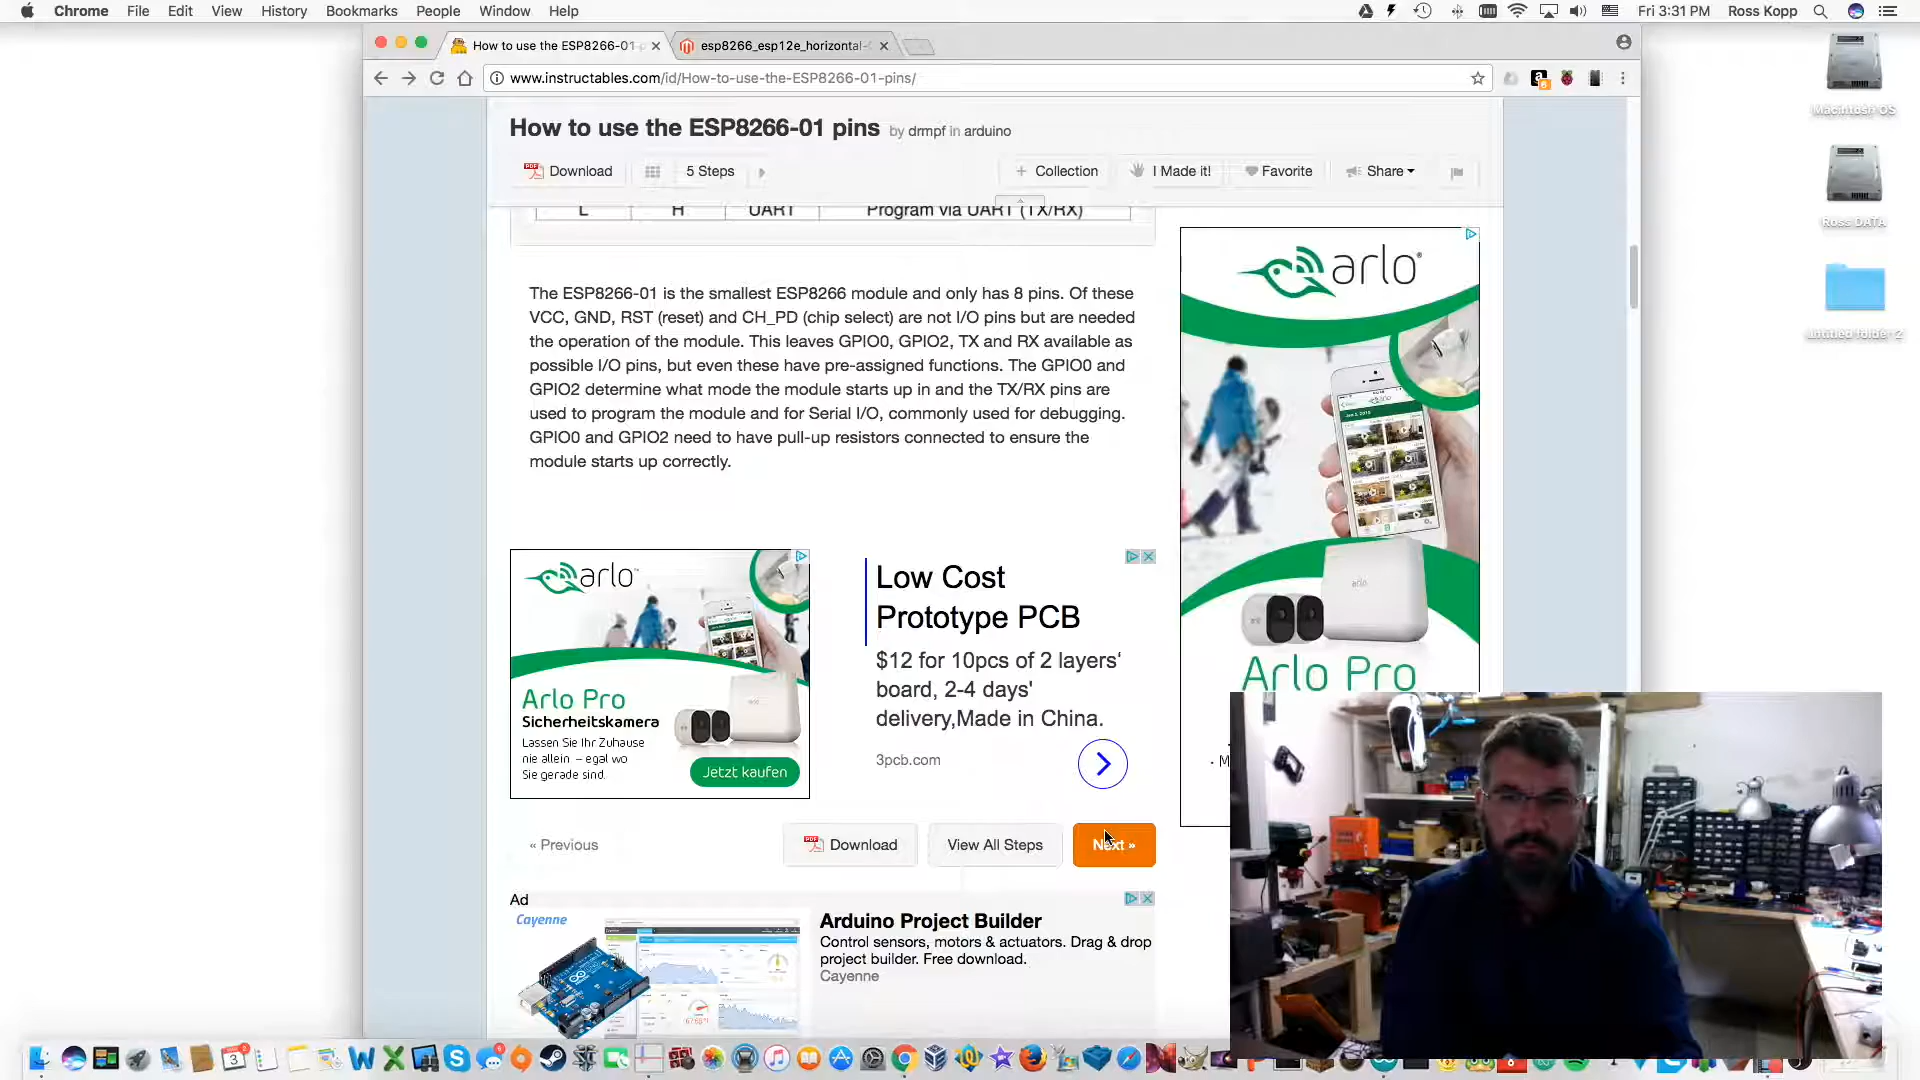 Chrome File Edit View History Bookmarks People Window Help Fri 3:31 PM Ross Kopp
How to use the ESP8266-01 esp8266_esp12e_horizontal-
www.instructables.com/id/How-to-use-the-ESP8266-01-pins/
Macintosh OS
How to use the ESP8266-01 pins by drmpf in arduino
Download 5 Steps + Collection I Made it! Favorite Share
L H UART Program via UART (TX/RX)
Ross DATA
arlo
The ESP8266-01 is the smallest ESP8266 module and only has 8 pins. Of these
VCC, GND, RST (reset) and CH_PD (chip select) are not I/O pins but are needed
the operation of the module. This leaves GPIO0, GPIO2, TX and RX available as
possible I/O pins, but even these have pre-assigned functions. The GPIO0 and
GPIO2 determine what mode the module starts up in and the TX/RX pins are
used to program the module and for Serial I/O, commonly used for debugging.
GPIO0 and GPIO2 need to have pull-up resistors connected to ensure the
module starts up correctly.
untitled folder 2
arlo
Low Cost
Prototype PCB
$12 for 10pcs of 2 layers'
board, 2-4 days'
delivery,Made in China.
3pcb.com
Arlo Pro
Sicherheitskamera
Lassen Sie Ihr Zuhause
nie allein – egal wo
Sie gerade sind.
Jetzt kaufen
arlo
Arlo Pro
« Previous Download View All Steps Next »
Ad
Cayenne
Arduino Project Builder
Control sensors, motors & actuators. Drag & drop
project builder. Free download.
Cayenne